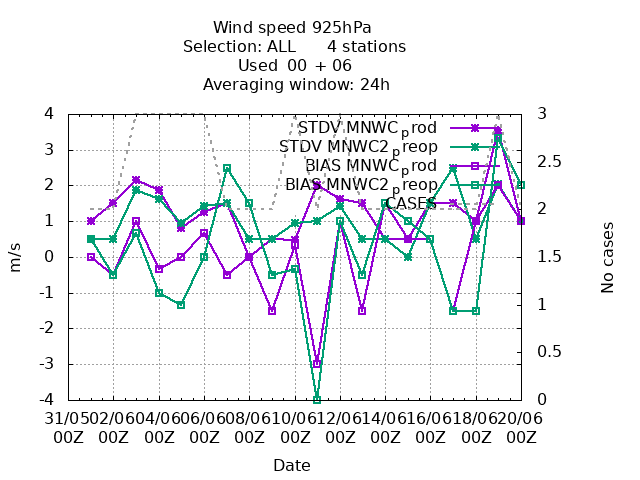 Wind speed 925hPa
Selection: ALL 4 stations
Used 00 + 06
Averaging window: 24h
STDV MNWC_prod
STDV MNWC2_preop
BIAS MNWC_prod
BIAS MNWC2_preop
CASES
4
3
2
1
0
-1
-2
-3
-4
m/s
3
2.5
2
1.5
1
0.5
0
No cases
31/05 02/06 04/06 06/06 08/06 10/06 12/06 14/06 16/06 18/06 20/06
00Z 00Z 00Z 00Z 00Z 00Z 00Z 00Z 00Z 00Z 00Z
Date